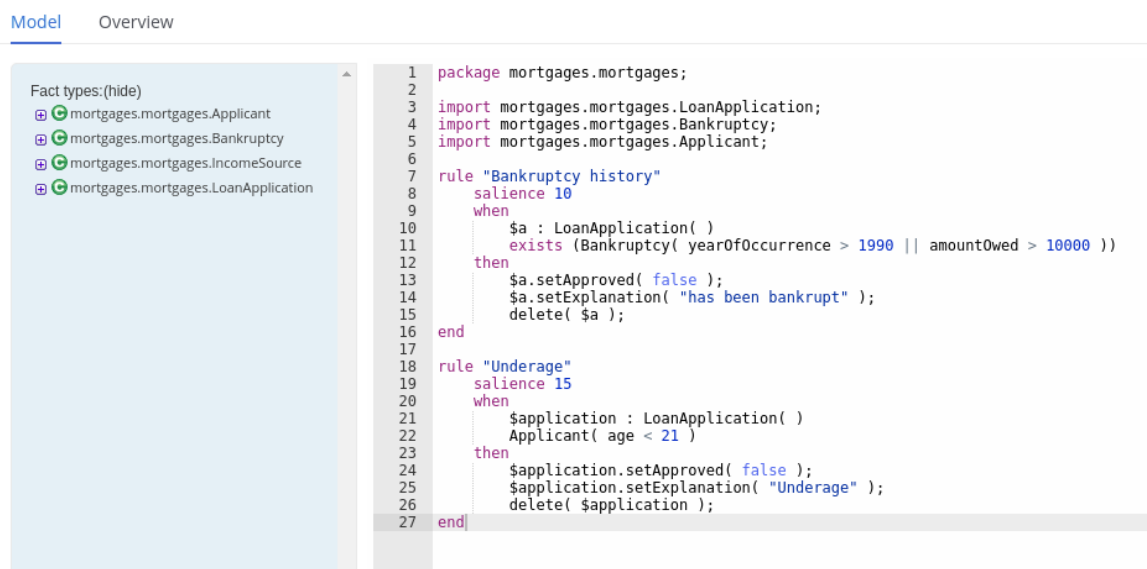 Model Overview
Fact types:(hide)
mortgages.mortgages.Applicant
mortgages.mortgages.Bankruptcy
mortgages.mortgages.IncomeSource
mortgages.mortgages.LoanApplication
1 package mortgages.mortgages;
2
3 import mortgages.mortgages.LoanApplication;
4 import mortgages.mortgages.Bankruptcy;
5 import mortgages.mortgages.Applicant;
6
7 rule "Bankruptcy history"
8     salience 10
9     when
10         $a : LoanApplication( )
11         exists (Bankruptcy( yearOfOccurrence > 1990 || amountOwed > 10000 ))
12     then
13         $a.setApproved( false );
14         $a.setExplanation( "has been bankrupt" );
15         delete( $a );
16 end
17
18 rule "Underage"
19     salience 15
20     when
21         $application : LoanApplication( )
22         Applicant( age < 21 )
23     then
24         $application.setApproved( false );
25         $application.setExplanation( "Underage" );
26         delete( $application );
27 end